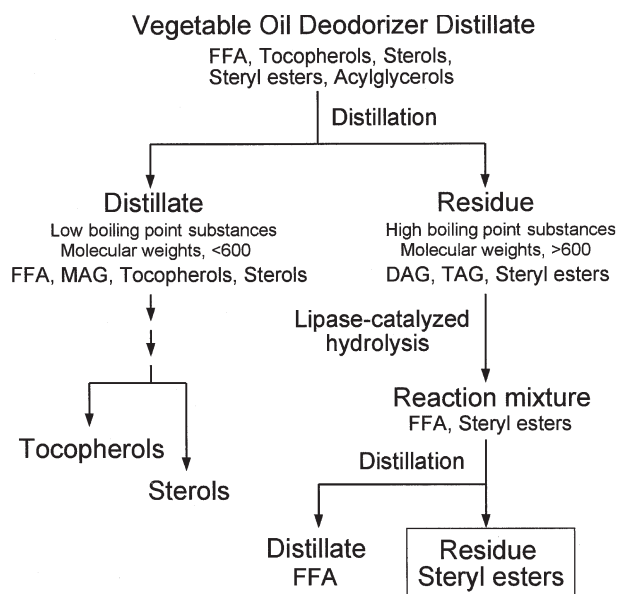 Vegetable Oil Deodorizer Distillate
FFA, Tocopherols, Sterols,
Steryl esters, Acylglycerols
Distillation
Distillate
Low boiling point substances
Molecular weights, <600
FFA, MAG, Tocopherols, Sterols
Residue
High boiling point substances
Molecular weights, >600
DAG, TAG, Steryl esters
Lipase-catalyzed
hydrolysis
Reaction mixture
FFA, Steryl esters
Tocopherols
Sterols
Distillation
Distillate
FFA
Residue
Steryl esters